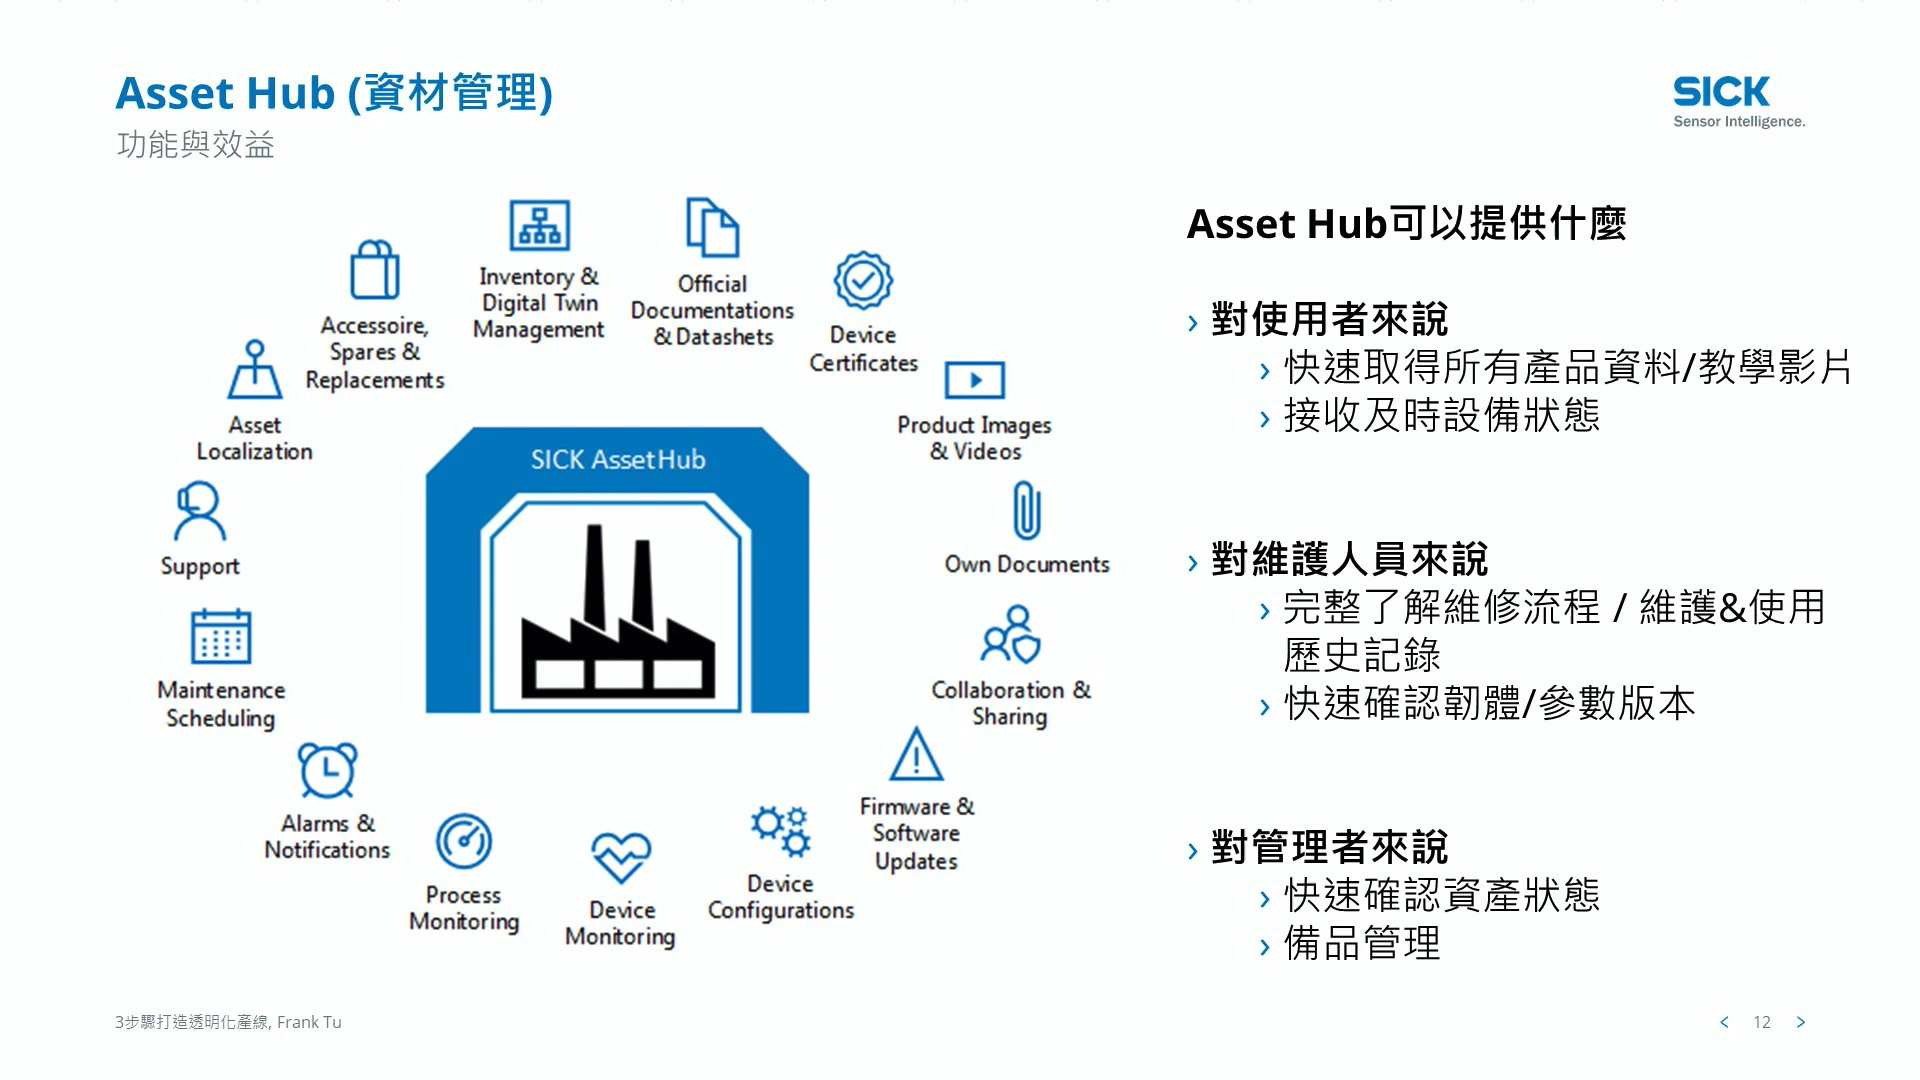 Asset Hub (資材管理)
功能與效益
SICK
Sensor Intelligence.
Inventory &
Digital Twin
Management
Official
Documentations
& Datashets
Accessoire,
Spares &
Replacements
Device
Certificates
Asset
Localization
Product Images
& Videos
SICK AssetHub
Support
Own Documents
Maintenance
Scheduling
Collaboration &
Sharing
Alarms &
Notifications
Firmware &
Software
Updates
Process
Monitoring
Device
Monitoring
Device
Configurations
Asset Hub可以提供什麼
› 對使用者來說
› 快速取得所有產品資料/教學影片
› 接收及時設備狀態
› 對維護人員來說
› 完整了解維修流程 / 維護&使用
歷史記錄
› 快速確認韌體/參數版本
› 對管理者來說
› 快速確認資產狀態
› 備品管理
3步驟打造透明化產線, Frank Tu
< 12 >